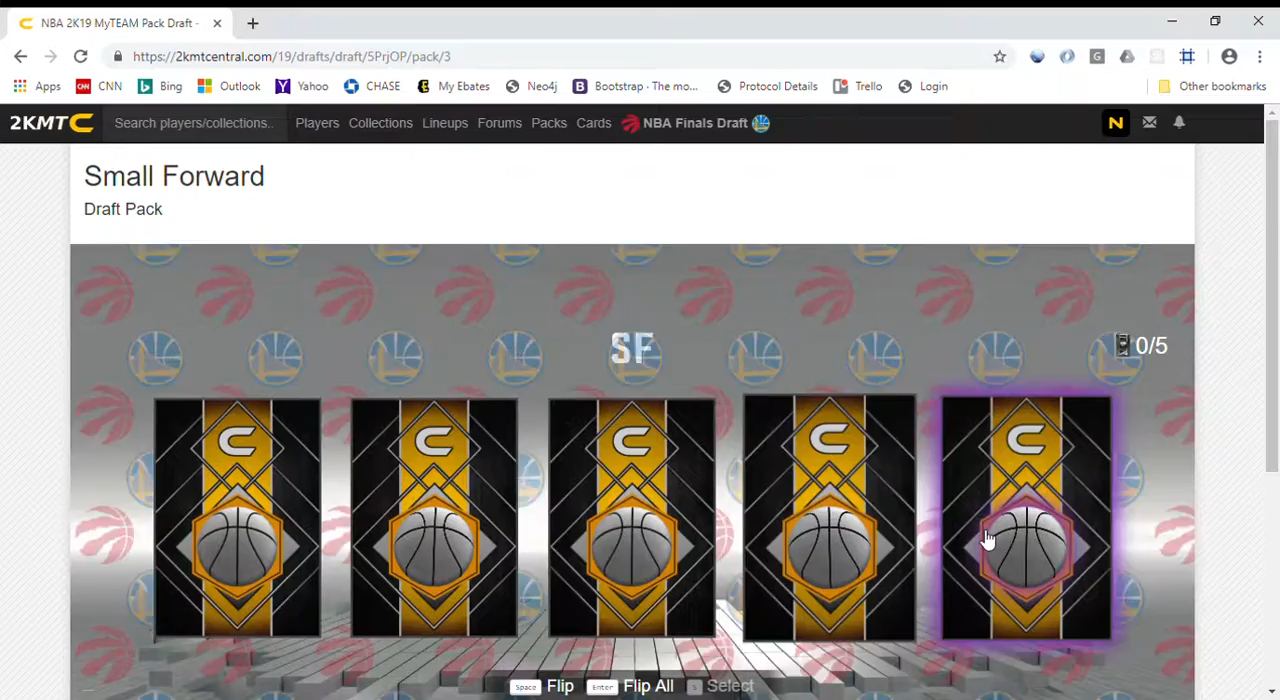 NBA 2K19 MyTEAM Pack Draft -
https://2kmtcentral.com/19/drafts/draft/5PrjOP/pack/3
Apps CNN Bing Outlook Yahoo CHASE My Ebates Neo4j Bootstrap · The mo... Protocol Details Trello Login Other bookmarks
2KMTC Search players/collections.. Players Collections Lineups Forums Packs Cards NBA Finals Draft N
Small Forward
Draft Pack
SF
0/5
Space Flip Enter Flip All S Select